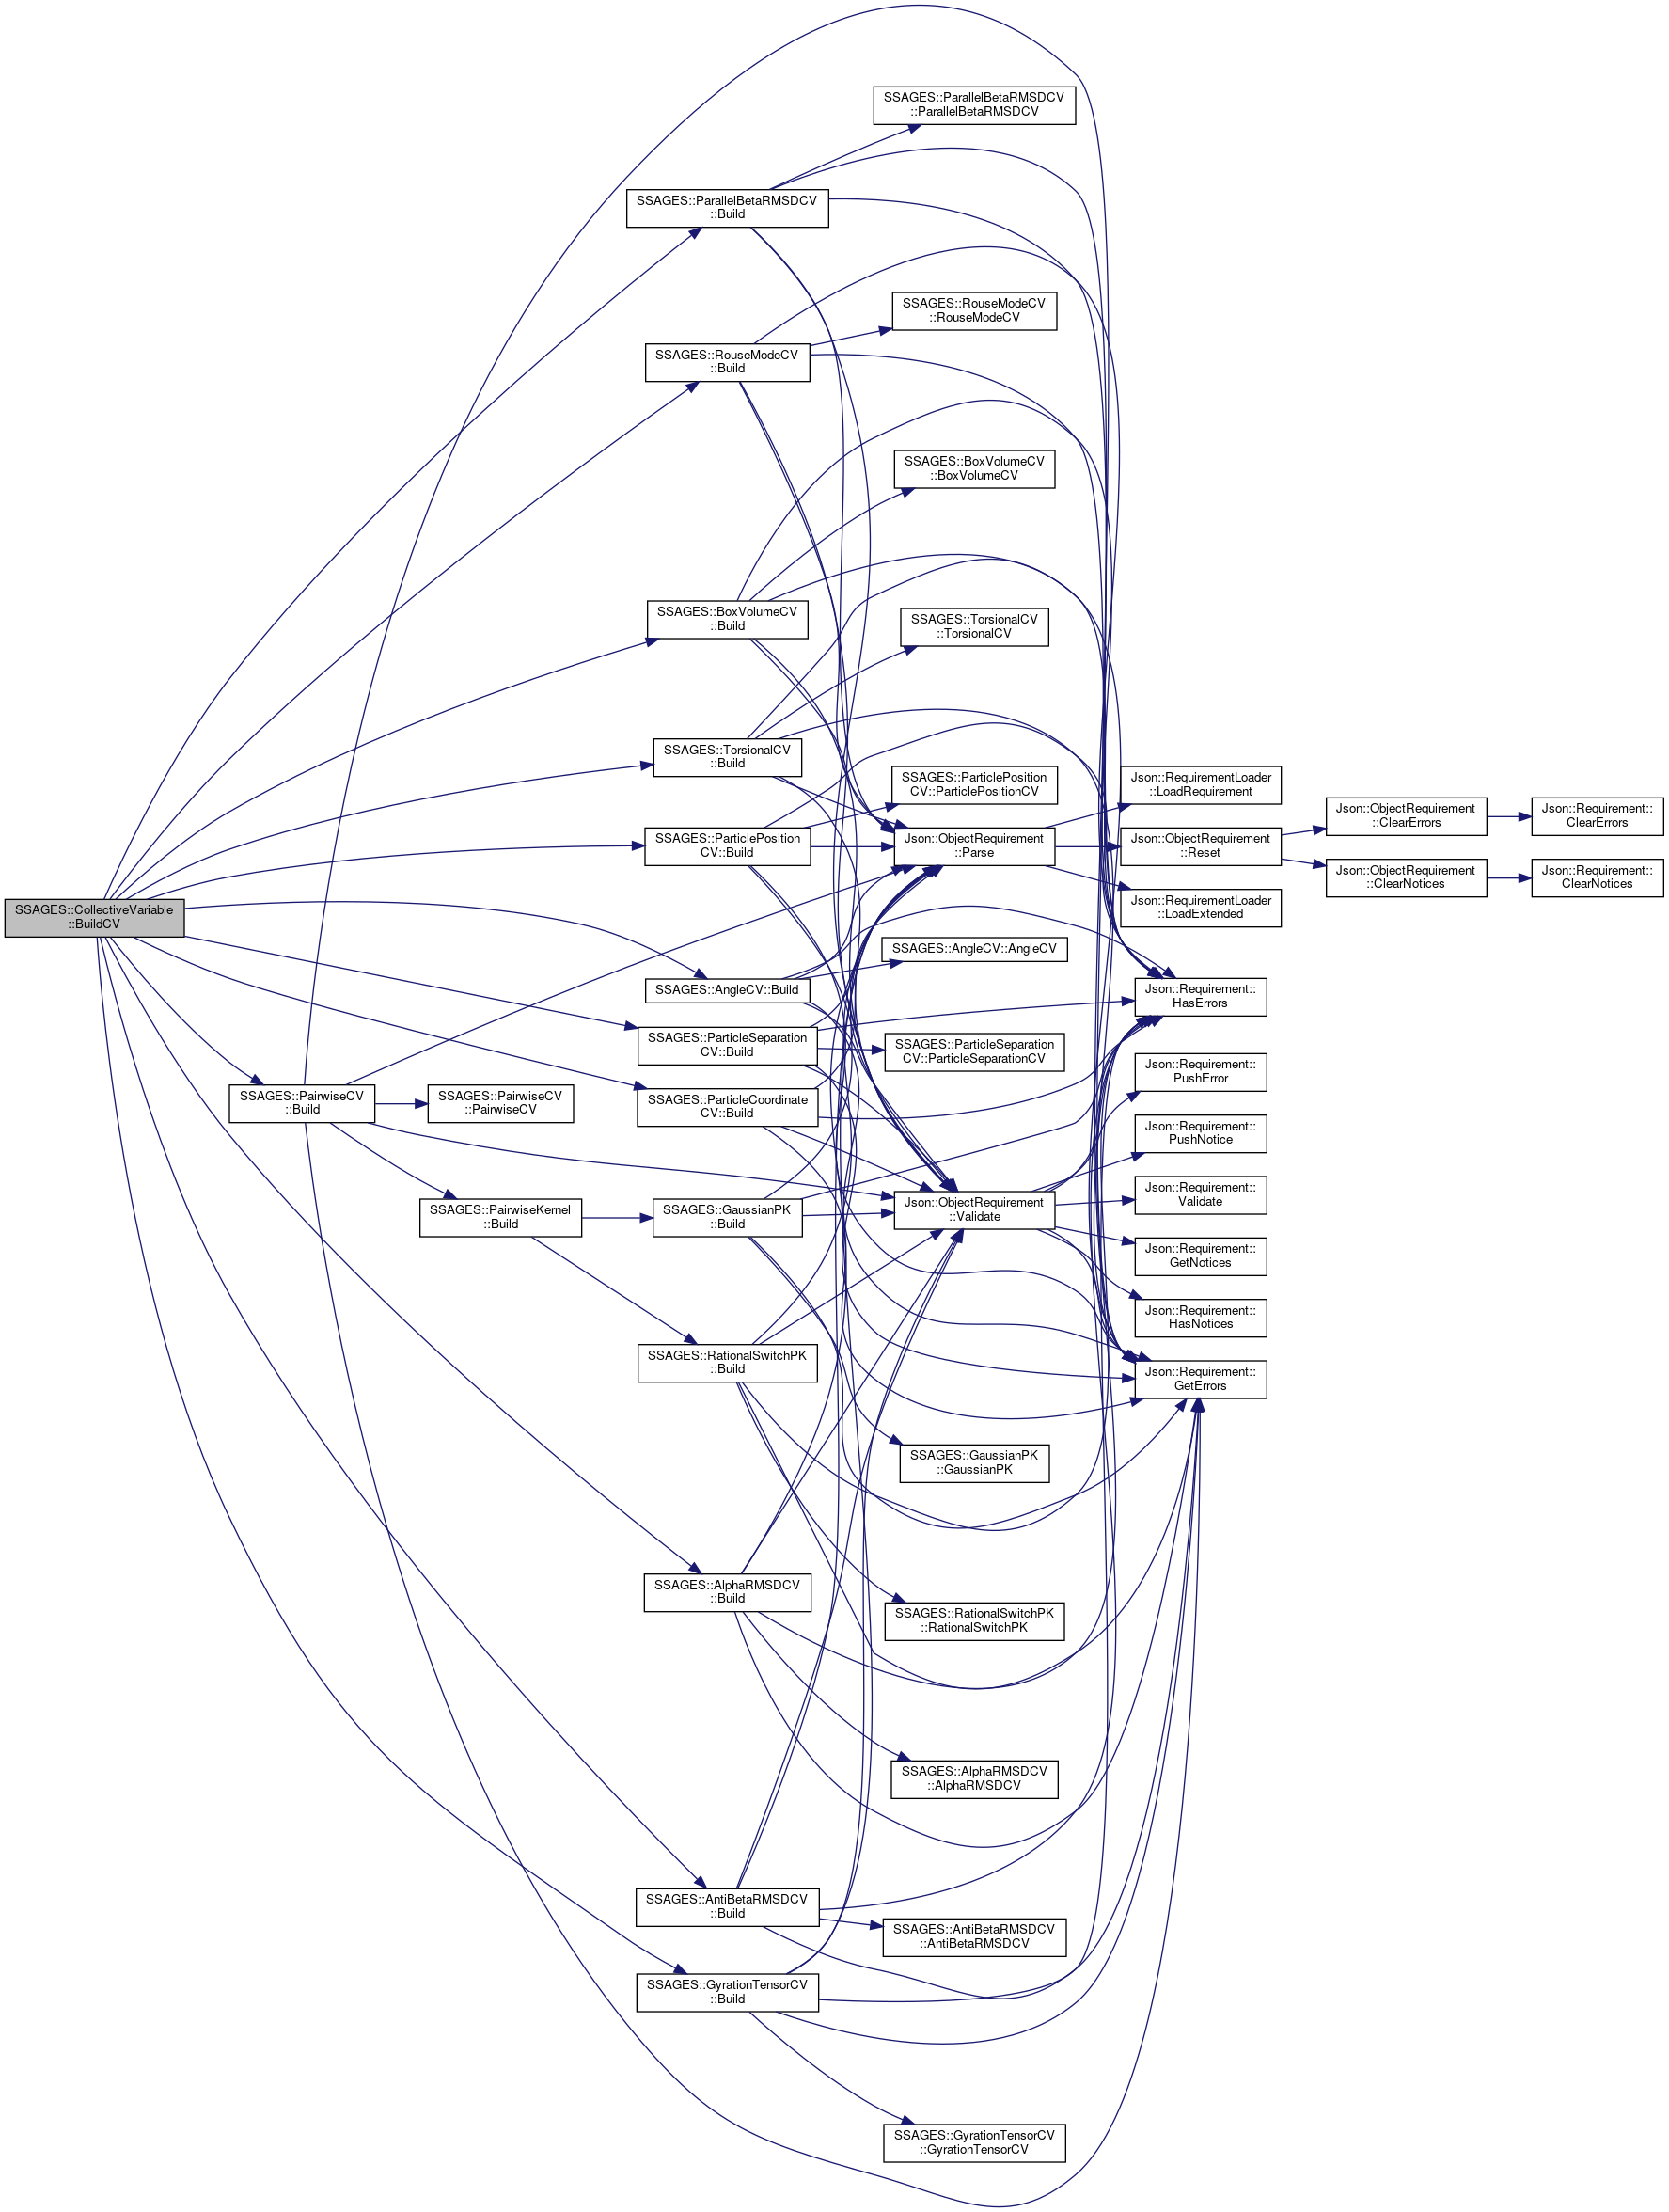 SSAGES::CollectiveVariable
::BuildCV
SSAGES::PairwiseCV
::Build
SSAGES::PairwiseCV
::PairwiseCV
SSAGES::PairwiseKernel
::Build
SSAGES::ParallelBetaRMSDCV
::Build
SSAGES::RouseModeCV
::Build
SSAGES::BoxVolumeCV
::Build
SSAGES::TorsionalCV
::Build
SSAGES::ParticlePosition
CV::Build
SSAGES::AngleCV::Build
SSAGES::ParticleSeparation
CV::Build
SSAGES::ParticleCoordinate
CV::Build
SSAGES::GaussianPK
::Build
SSAGES::RationalSwitchPK
::Build
SSAGES::AlphaRMSDCV
::Build
SSAGES::AntiBetaRMSDCV
::Build
SSAGES::GyrationTensorCV
::Build
SSAGES::ParallelBetaRMSDCV
::ParallelBetaRMSDCV
SSAGES::RouseModeCV
::RouseModeCV
SSAGES::BoxVolumeCV
::BoxVolumeCV
SSAGES::TorsionalCV
::TorsionalCV
SSAGES::ParticlePosition
CV::ParticlePositionCV
Json::ObjectRequirement
::Parse
SSAGES::AngleCV::AngleCV
SSAGES::ParticleSeparation
CV::ParticleSeparationCV
Json::ObjectRequirement
::Validate
SSAGES::GaussianPK
::GaussianPK
SSAGES::RationalSwitchPK
::RationalSwitchPK
SSAGES::AlphaRMSDCV
::AlphaRMSDCV
SSAGES::AntiBetaRMSDCV
::AntiBetaRMSDCV
SSAGES::GyrationTensorCV
::GyrationTensorCV
Json::RequirementLoader
::LoadRequirement
Json::ObjectRequirement
::Reset
Json::RequirementLoader
::LoadExtended
Json::Requirement::
HasErrors
Json::Requirement::
PushError
Json::Requirement::
PushNotice
Json::Requirement::
Validate
Json::Requirement::
GetNotices
Json::Requirement::
HasNotices
Json::Requirement::
GetErrors
Json::ObjectRequirement
::ClearErrors
Json::ObjectRequirement
::ClearNotices
Json::Requirement::
ClearErrors
Json::Requirement::
ClearNotices